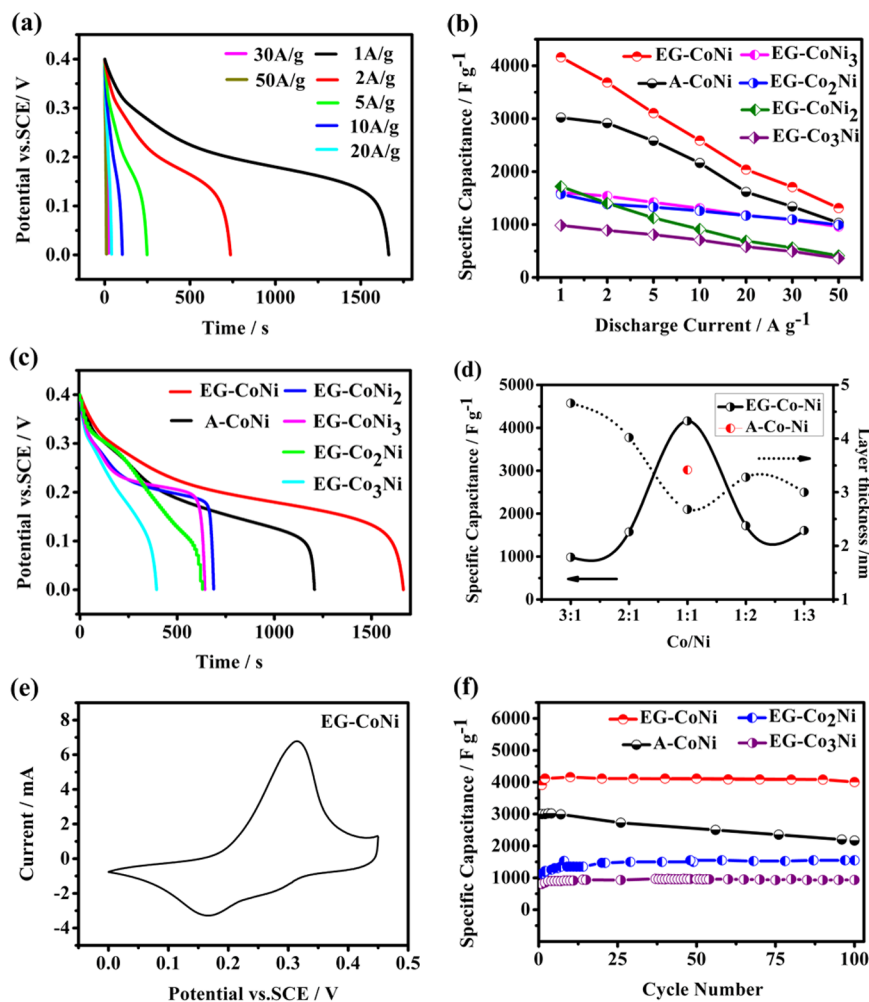 (a)
30A/g 1A/g
50A/g 2A/g
5A/g
10A/g
20A/g
0.4
0.3
0.2
0.1
0.0
Potential vs.SCE/ V
0 500 1000 1500
Time / s
(b)
EG-CoNi EG-CoNi3
A-CoNi EG-Co2Ni
EG-CoNi2
EG-Co3Ni
4000
3000
2000
1000
0
Specific Capacitance / F g-1
1 2 5 10 20 30 50
Discharge Current / A g-1
(c)
EG-CoNi EG-CoNi2
A-CoNi EG-CoNi3
EG-Co2Ni
EG-Co3Ni
0.4
0.3
0.2
0.1
0.0
Potential vs.SCE / V
0 500 1000 1500
Time / s
(d)
EG-Co-Ni
A-Co-Ni
5000
4000
3000
2000
1000
0
Specific Capacitance / F g-1
5
4
3
2
1
Layer thickness /nm
3:1 2:1 1:1 1:2 1:3
Co/Ni
(e)
EG-CoNi
8
6
4
2
0
-2
-4
Current / mA
0.0 0.1 0.2 0.3 0.4 0.5
Potential vs.SCE / V
(f)
EG-CoNi EG-Co2Ni
A-CoNi EG-Co3Ni
6000
5000
4000
3000
2000
1000
0
Specific Capacitance / F g-1
0 25 50 75 100
Cycle Number